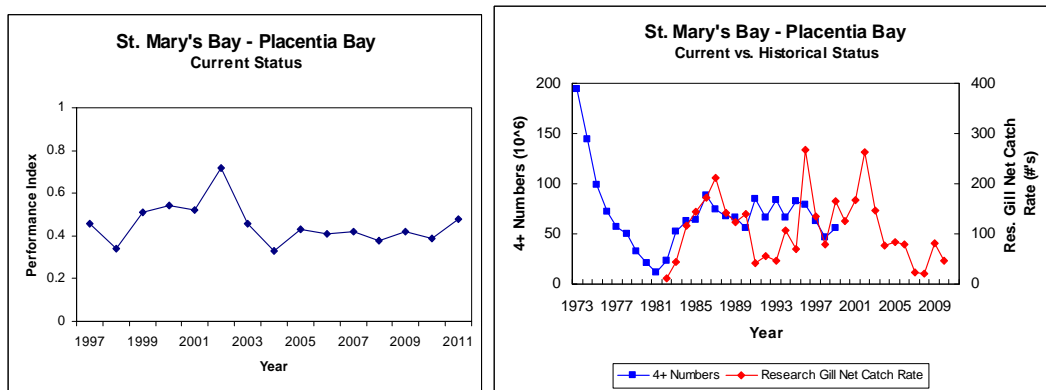 St. Mary's Bay - Placentia Bay
Current Status
Performance Index
1
0.8
0.6
0.4
0.2
0
1997 1999 2001 2003 2005 2007 2009 2011
Year
St. Mary's Bay - Placentia Bay
Current vs. Historical Status
4+ Numbers (10^6)
200
150
100
50
0
400
300
200
100
0
Res. Gill Net Catch
Rate (#'s)
1973 1977 1981 1985 1989 1993 1997 2001 2005 2009
Year
4+ Numbers Research Gill Net Catch Rate